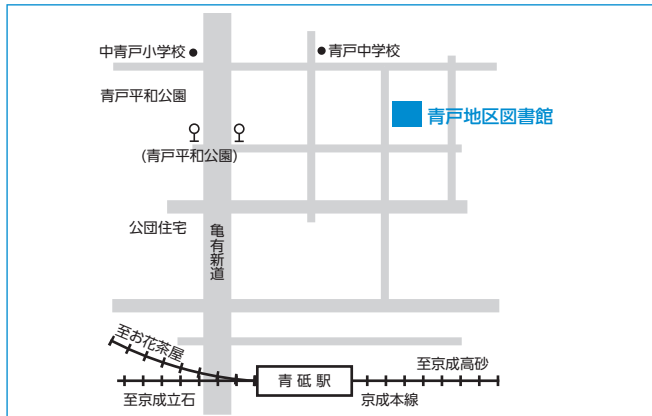 中青戸小学校
青戸中学校
青戸平和公園
青戸地区図書館
(青戸平和公園)
公団住宅
亀有新道
至お花茶屋
青砥駅
至京成高砂
至京成立石
京成本線